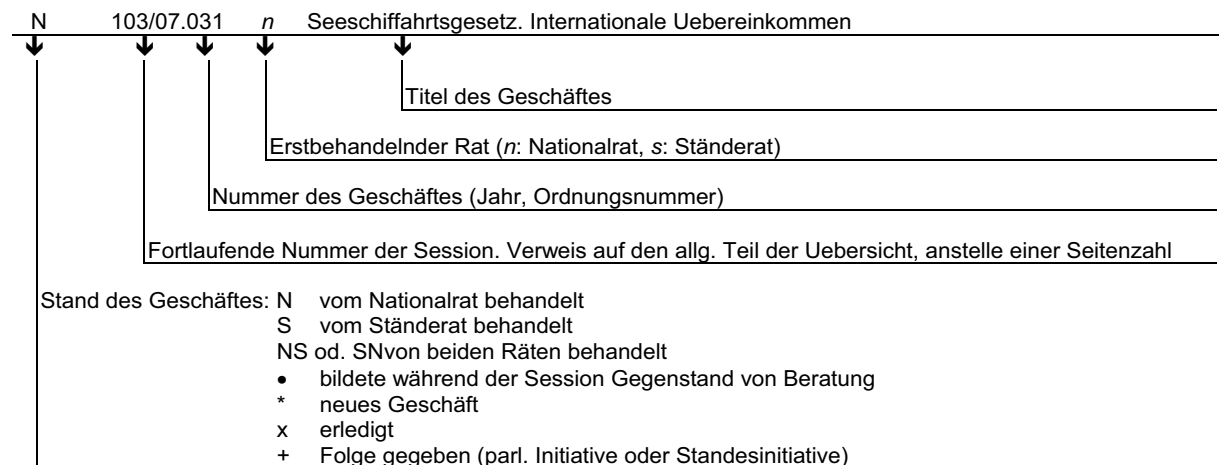 N 103/07.031 n Seeschiffahrtsgesetz. Internationale Uebereinkommen
Titel des Geschäftes
Erstbehandelnder Rat (n: Nationalrat, s: Ständerat)
Nummer des Geschäftes (Jahr, Ordnungsnummer)
Fortlaufende Nummer der Session. Verweis auf den allg. Teil der Uebersicht, anstelle einer Seitenzahl
Stand des Geschäftes: N vom Nationalrat behandelt
S vom Ständerat behandelt
NS od. SNvon beiden Räten behandelt
• bildete während der Session Gegenstand von Beratung
* neues Geschäft
x erledigt
+ Folge gegeben (parl. Initiative oder Standesinitiative)